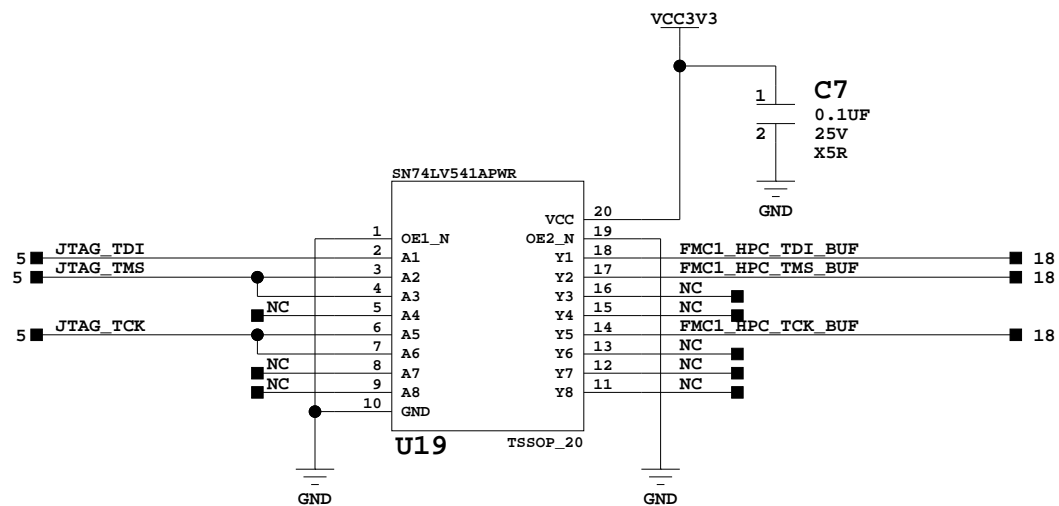 VCC3V3
1 C7
0.1UF
2 25V
X5R
GND
SN74LV541APWR
VCC 20
1 OE1_N OE2_N 19
5 JTAG_TDI 2 A1 Y1 18 FMC1_HPC_TDI_BUF 18
5 JTAG_TMS 3 A2 Y2 17 FMC1_HPC_TMS_BUF 18
4 A3 Y3 16 NC
NC 5 A4 Y4 15 NC
5 JTAG_TCK 6 A5 Y5 14 FMC1_HPC_TCK_BUF 18
7 A6 Y6 13 NC
NC 8 A7 Y7 12 NC
NC 9 A8 Y8 11 NC
10 GND
U19 TSSOP_20
GND GND